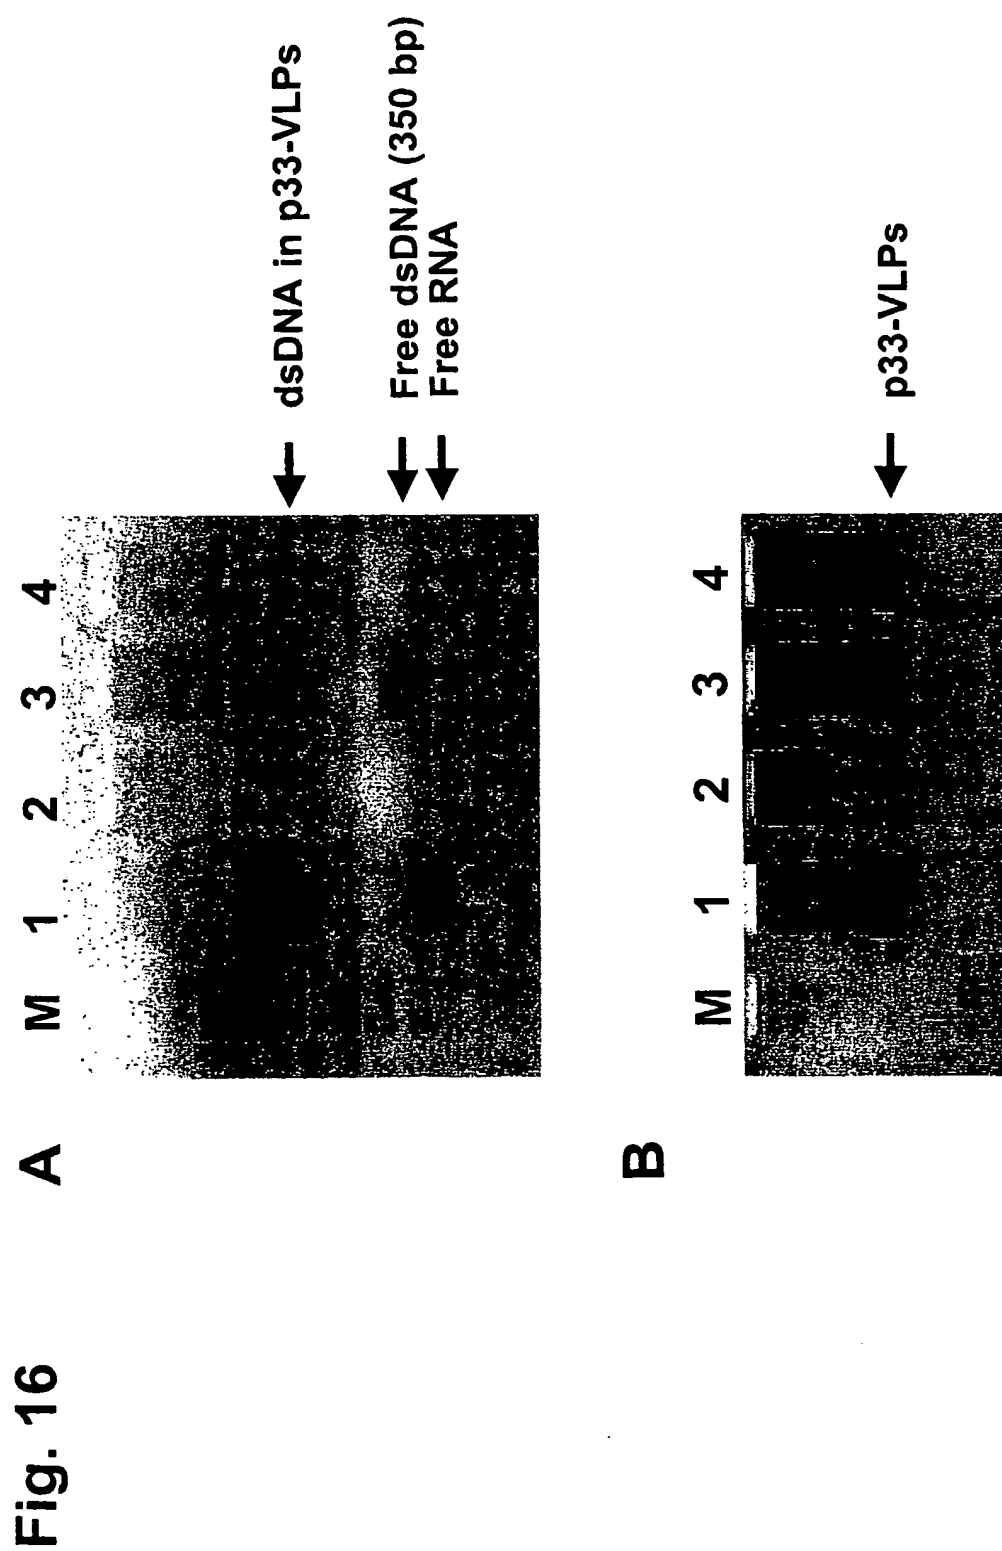 Fig. 16
A
M 1 2 3 4
dsDNA in p33-VLPs
Free dsDNA (350 bp)
Free RNA
B
M 1 2 3 4
p33-VLPs